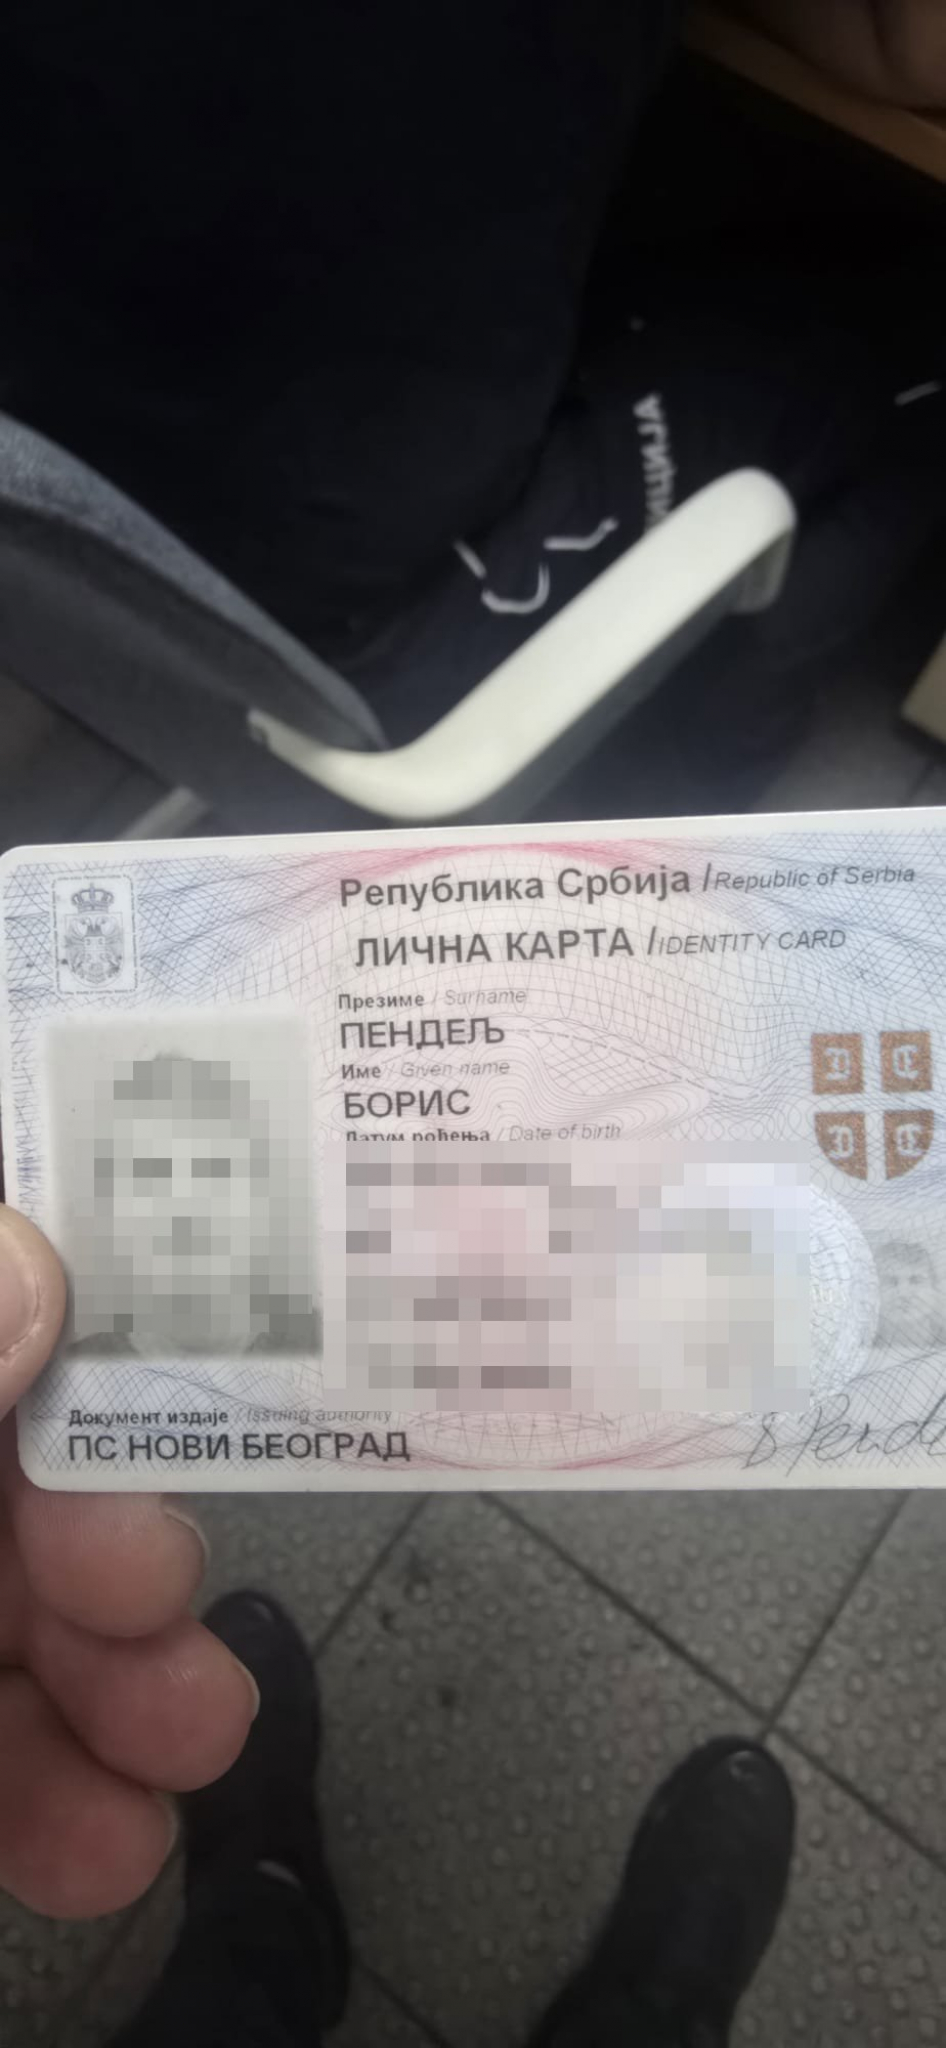 ИЦИЈА
Република Србија / Republic of Serbia
ЛИЧНА КАРТА / IDENTITY CARD
Презиме / Surname
ПЕНДЕЉ
Име / Given name
БОРИС
Датум рођења / Date of birth
Документ издаје / Issuing authority
ПС НОВИ БЕОГРАД